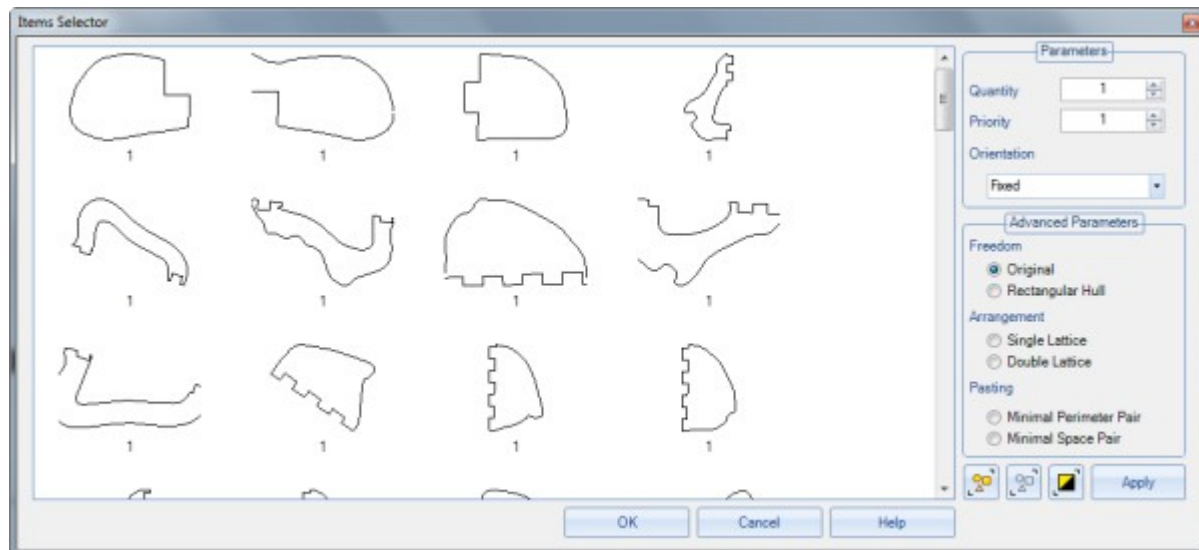 Items Selector
1 1 1 1
1 1 1 1
1 1 1 1
Parameters
Quantity 1
Priority 1
Orientation
Fixed
Advanced Parameters
Freedom
Original
Rectangular Hull
Arrangement
Single Lattice
Double Lattice
Pasting
Minimal Perimeter Pair
Minimal Space Pair
Apply
OK Cancel Help